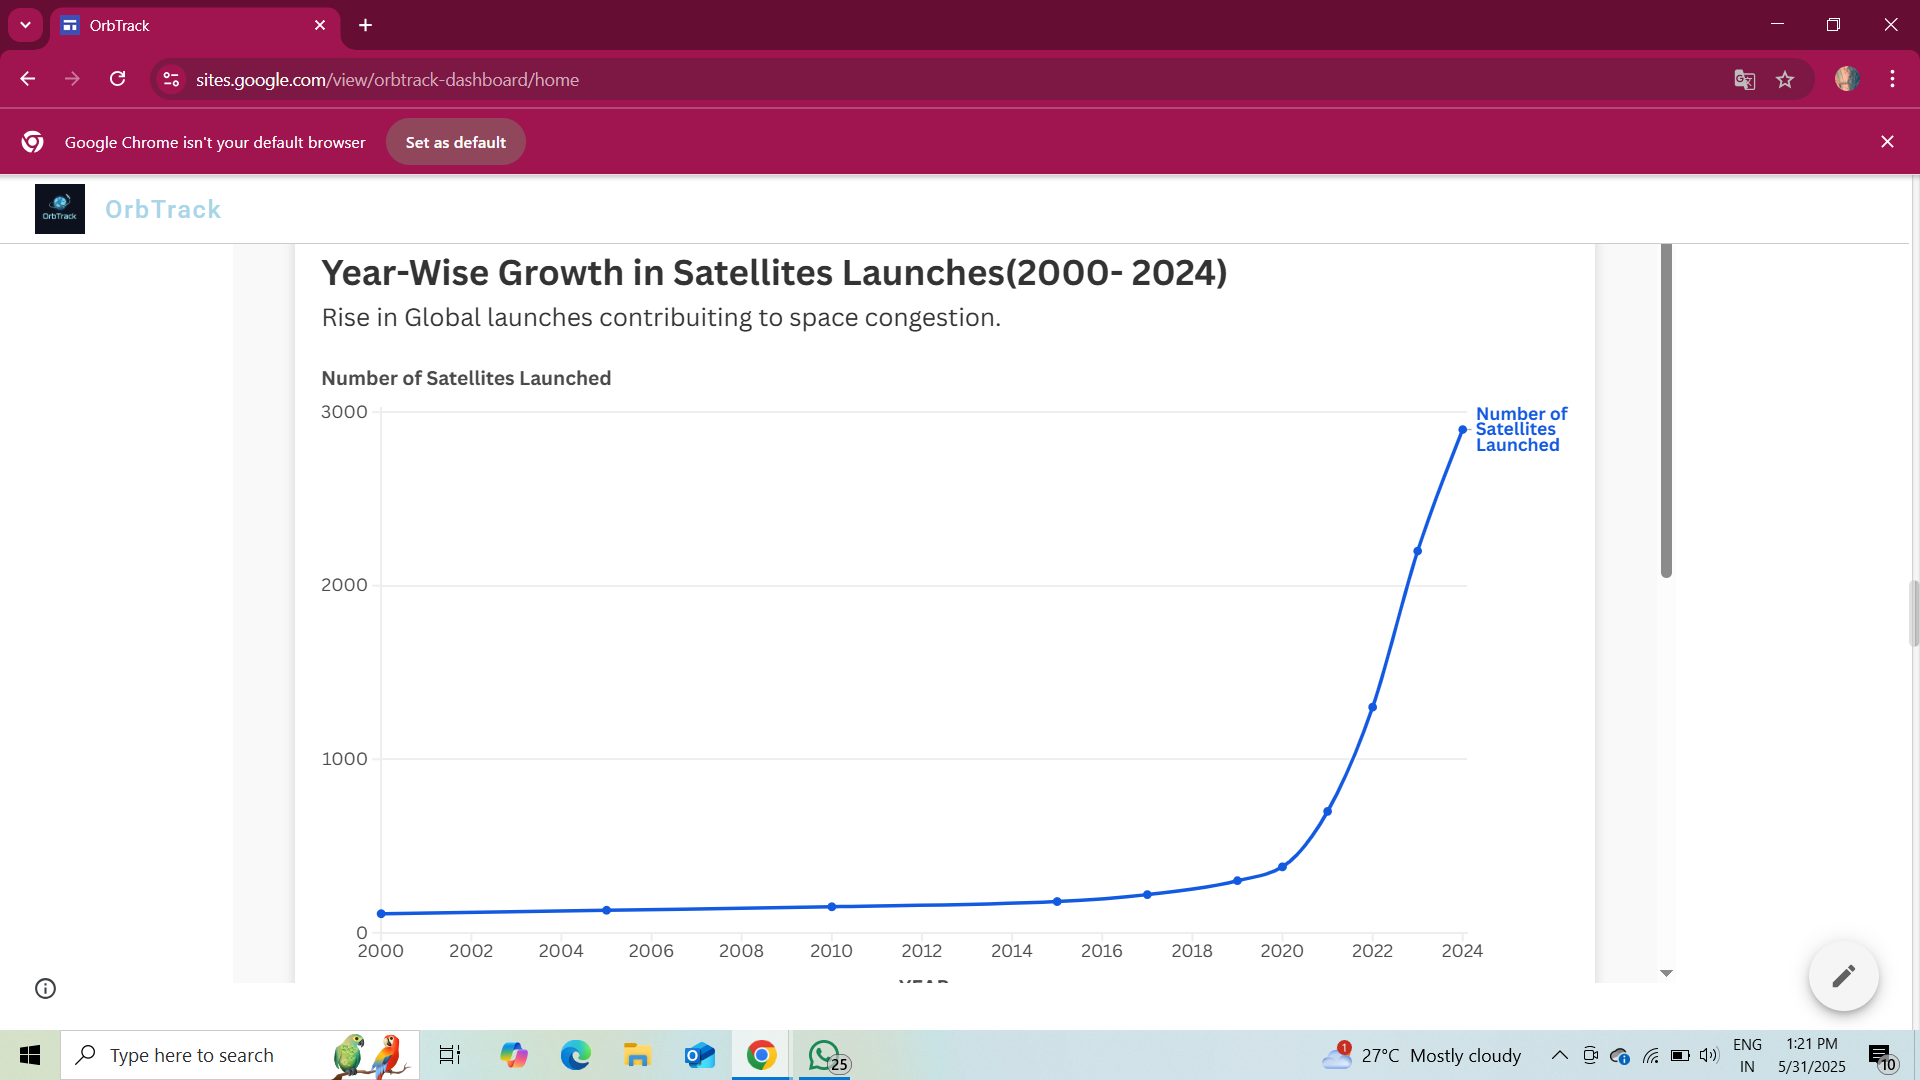 OrbTrack
sites.google.com/view/orbtrack-dashboard/home
Google Chrome isn't your default browser
Set as default
OrbTrack
OrbTrack
Year-Wise Growth in Satellites Launches(2000- 2024)
Rise in Global launches contribuiting to space congestion.
Number of Satellites Launched
3000
Number of
Satellites
Launched
2000
1000
0
2000 2002 2004 2006 2008 2010 2012 2014 2016 2018 2020 2022 2024
YEAR
Type here to search
25
1
27°C Mostly cloudy
ENG
IN
1:21 PM
5/31/2025
10